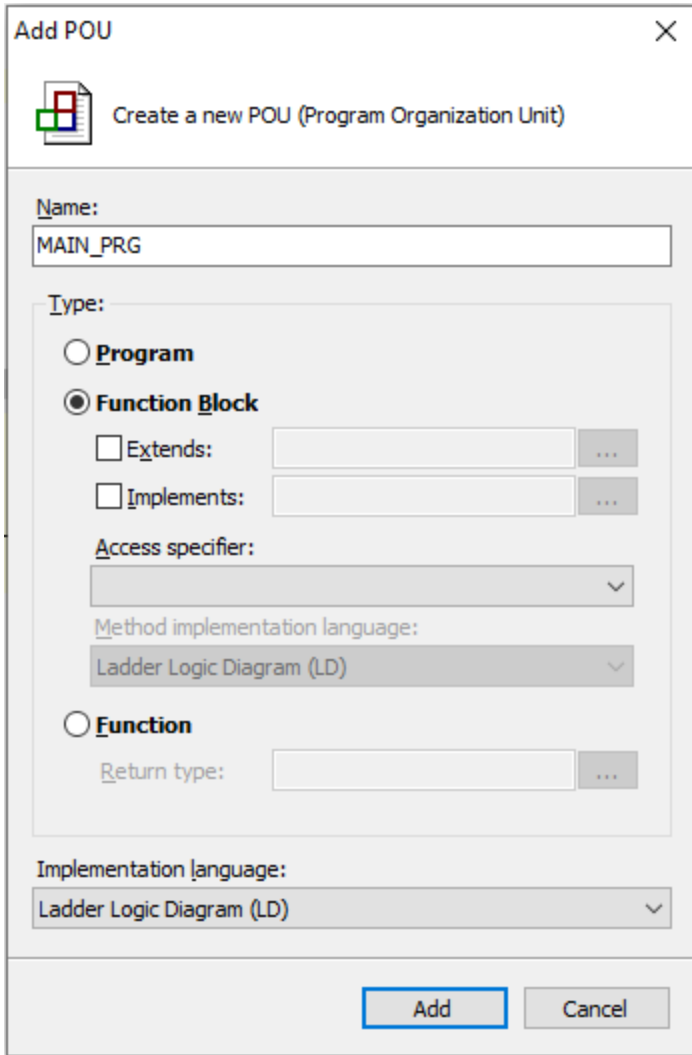 Add POU
Create a new POU (Program Organization Unit)
Name:
MAIN_PRG
Type:
Program
Function Block
Extends:
...
Implements:
...
Access specifier:
Method implementation language:
Ladder Logic Diagram (LD)
Function
Return type:
...
Implementation language:
Ladder Logic Diagram (LD)
Add
Cancel